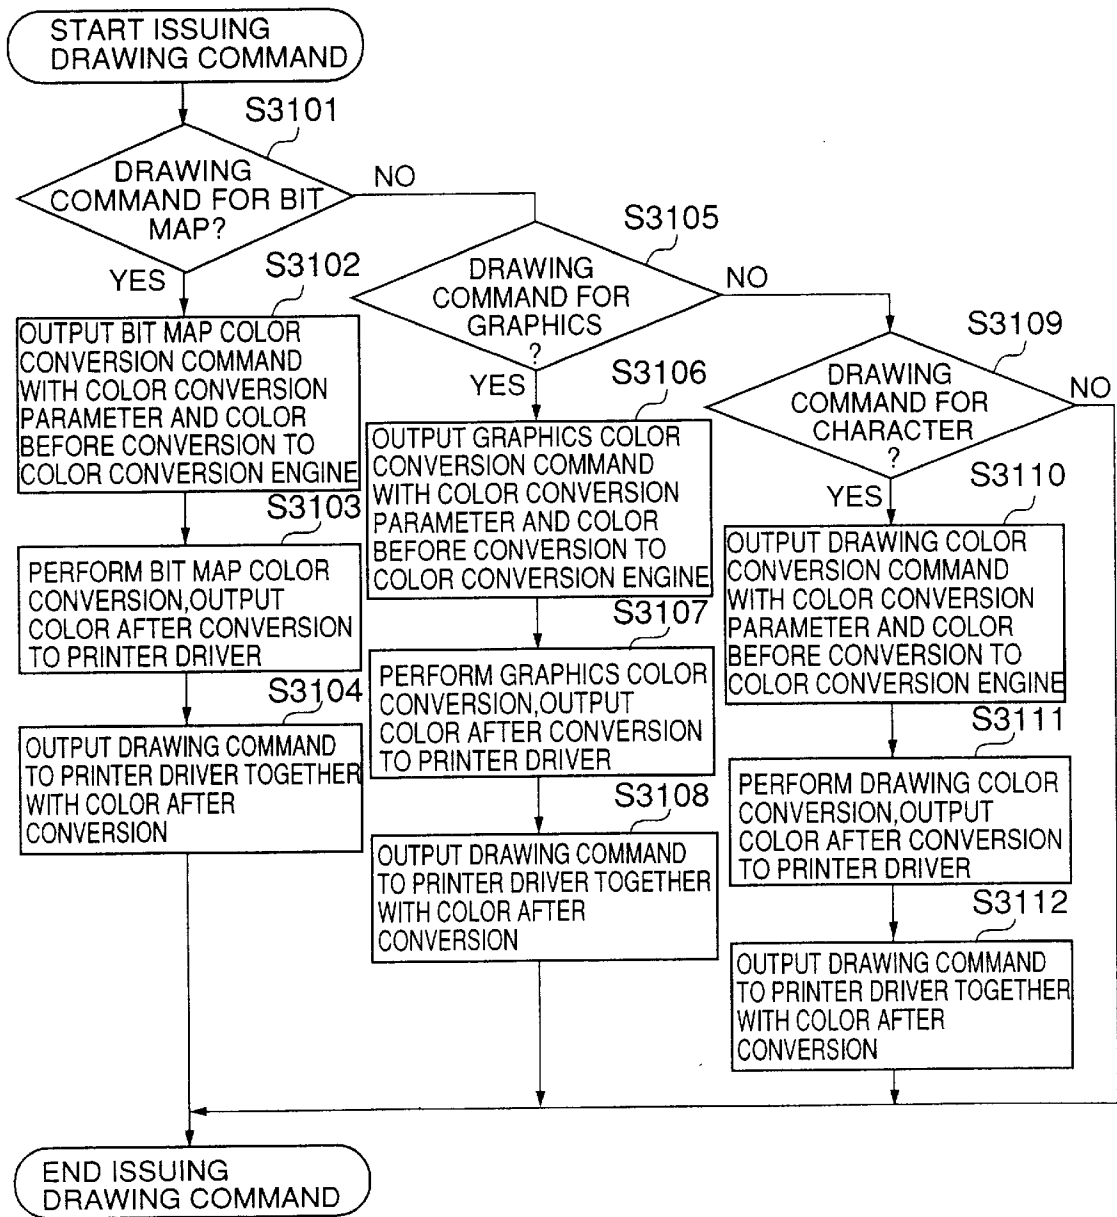 START ISSUING
DRAWING COMMAND
S3101
DRAWING
COMMAND FOR BIT
MAP?
NO
YES
S3102
OUTPUT BIT MAP COLOR
CONVERSION COMMAND
WITH COLOR CONVERSION
PARAMETER AND COLOR
BEFORE CONVERSION TO
COLOR CONVERSION ENGINE
S3103
PERFORM BIT MAP COLOR
CONVERSION,OUTPUT
COLOR AFTER CONVERSION
TO PRINTER DRIVER
S3104
OUTPUT DRAWING COMMAND
TO PRINTER DRIVER TOGETHER
WITH COLOR AFTER
CONVERSION
S3105
DRAWING
COMMAND FOR
GRAPHICS
?
NO
YES
S3106
OUTPUT GRAPHICS COLOR
CONVERSION COMMAND
WITH COLOR CONVERSION
PARAMETER AND COLOR
BEFORE CONVERSION TO
COLOR CONVERSION ENGINE
S3107
PERFORM GRAPHICS COLOR
CONVERSION,OUTPUT
COLOR AFTER CONVERSION
TO PRINTER DRIVER
S3108
OUTPUT DRAWING COMMAND
TO PRINTER DRIVER TOGETHER
WITH COLOR AFTER
CONVERSION
S3109
DRAWING
COMMAND FOR
CHARACTER
?
NO
YES
S3110
OUTPUT DRAWING COLOR
CONVERSION COMMAND
WITH COLOR CONVERSION
PARAMETER AND COLOR
BEFORE CONVERSION TO
COLOR CONVERSION ENGINE
S3111
PERFORM DRAWING COLOR
CONVERSION,OUTPUT
COLOR AFTER CONVERSION
TO PRINTER DRIVER
S3112
OUTPUT DRAWING COMMAND
TO PRINTER DRIVER TOGETHER
WITH COLOR AFTER
CONVERSION
END ISSUING
DRAWING COMMAND